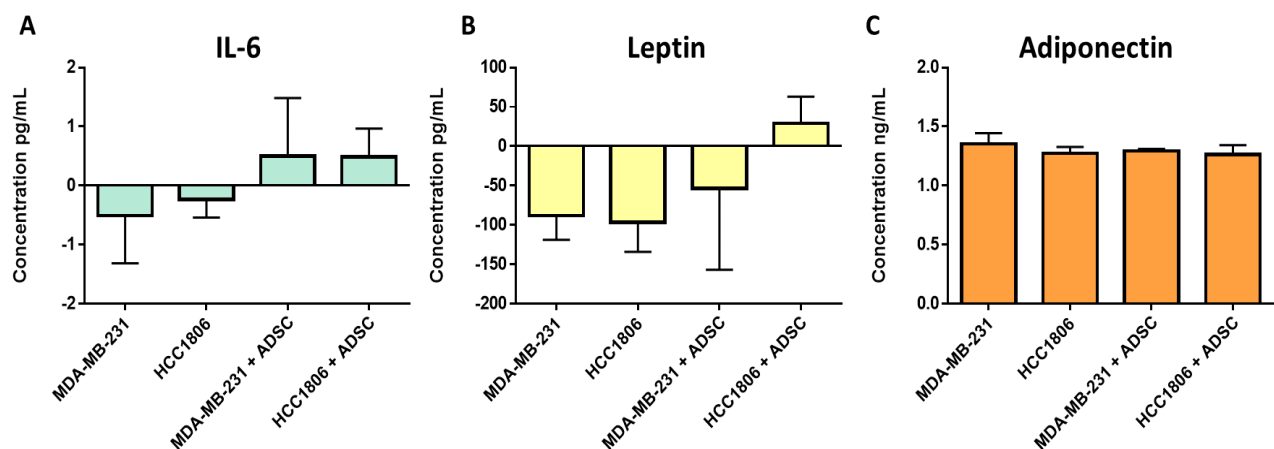 A
IL-6
Concentration pg/mL
2
1
0
-1
-2
MDA-MB-231
HCC1806
MDA-MB-231 + ADSC
HCC1806 + ADSC
B
Leptin
Concentration pg/mL
100
50
0
-50
-100
-150
-200
MDA-MB-231
HCC1806
MDA-MB-231 + ADSC
HCC1806 + ADSC
C
Adiponectin
Concentration ng/mL
2.0
1.5
1.0
0.5
0.0
MDA-MB-231
HCC1806
MDA-MB-231 + ADSC
HCC1806 + ADSC